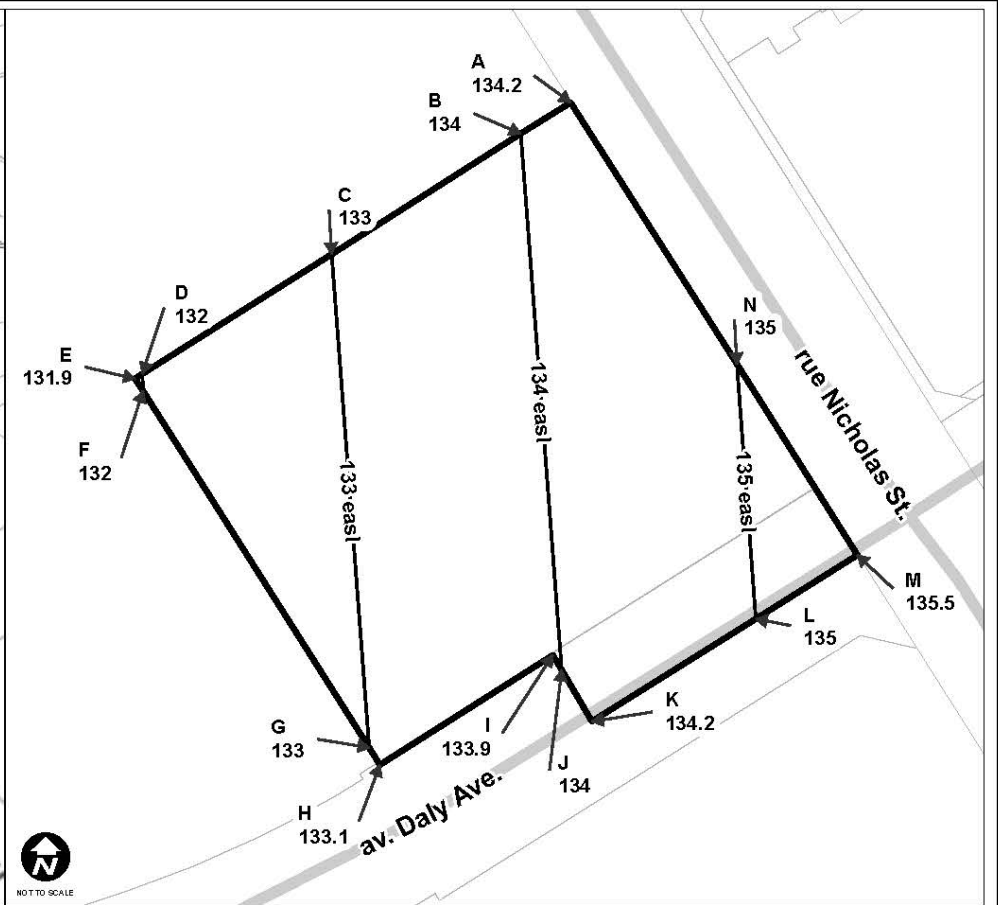 A
134.2
B
134
C
133
D
132
E
131.9
F
132
N
135
rue Nicholas St.
134 easl
133 easl
135 easl
M
135.5
L
135
K
134.2
I
133.9
J
134
G
133
H
133.1
av. Daly Ave.
N
NOT TO SCALE